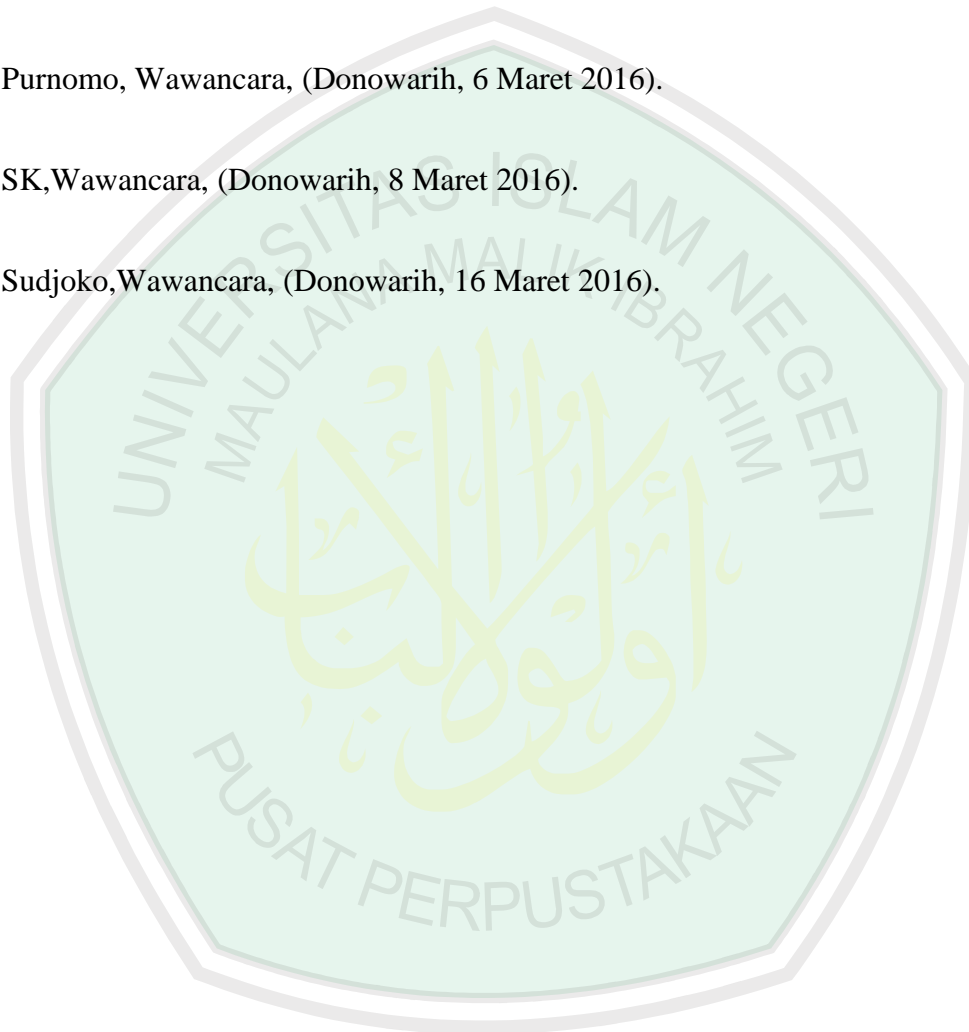 Purnomo, Wawancara, (Donowarih, 6 Maret 2016).
SK,Wawancara, (Donowarih, 8 Maret 2016).
Sudjoko,Wawancara, (Donowarih, 16 Maret 2016).
UNIVERSITAS ISLAM NEGERI
MAULANA MALIK IBRAHIM
PUSAT PERPUSTAKAAN